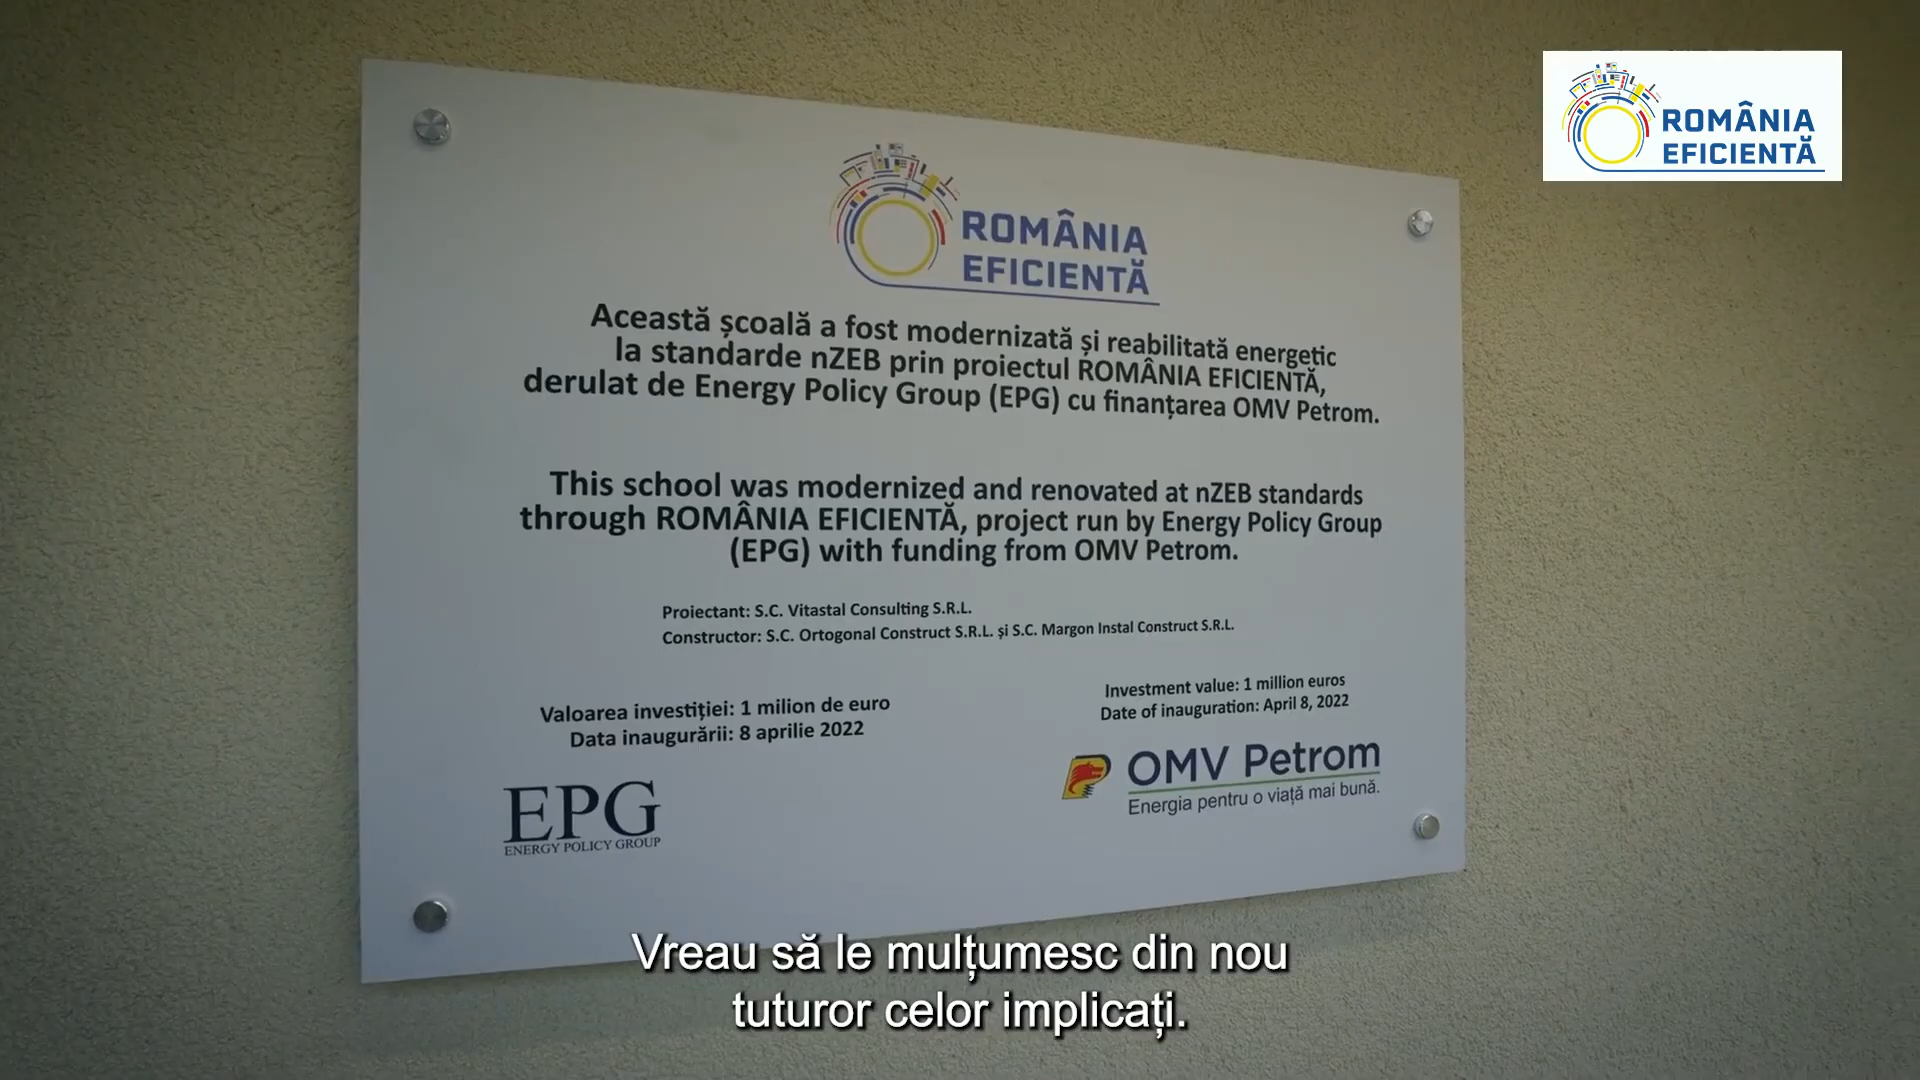 ROMÂNIA
EFICIENTĂ
ROMÂNIA
EFICIENTĂ
Această școală a fost modernizată și reabilitată energetic
la standarde nZEB prin proiectul ROMÂNIA EFICIENTĂ,
derulat de Energy Policy Group (EPG) cu finanțarea OMV Petrom.
This school was modernized and renovated at nZEB standards
through ROMÂNIA EFICIENTĂ, project run by Energy Policy Group
(EPG) with funding from OMV Petrom.
Proiectant: S.C. Vitastal Consulting S.R.L.
Constructor: S.C. Ortogonal Construct S.R.L. și S.C. Margon Instal Construct S.R.L.
Valoarea investiției: 1 milion de euro
Data inaugurării: 8 aprilie 2022
Investment value: 1 million euros
Date of inauguration: April 8, 2022
EPG
ENERGY POLICY GROUP
OMV Petrom
Energia pentru o viață mai bună.
Vreau să le mulțumesc din nou
tuturor celor implicați.